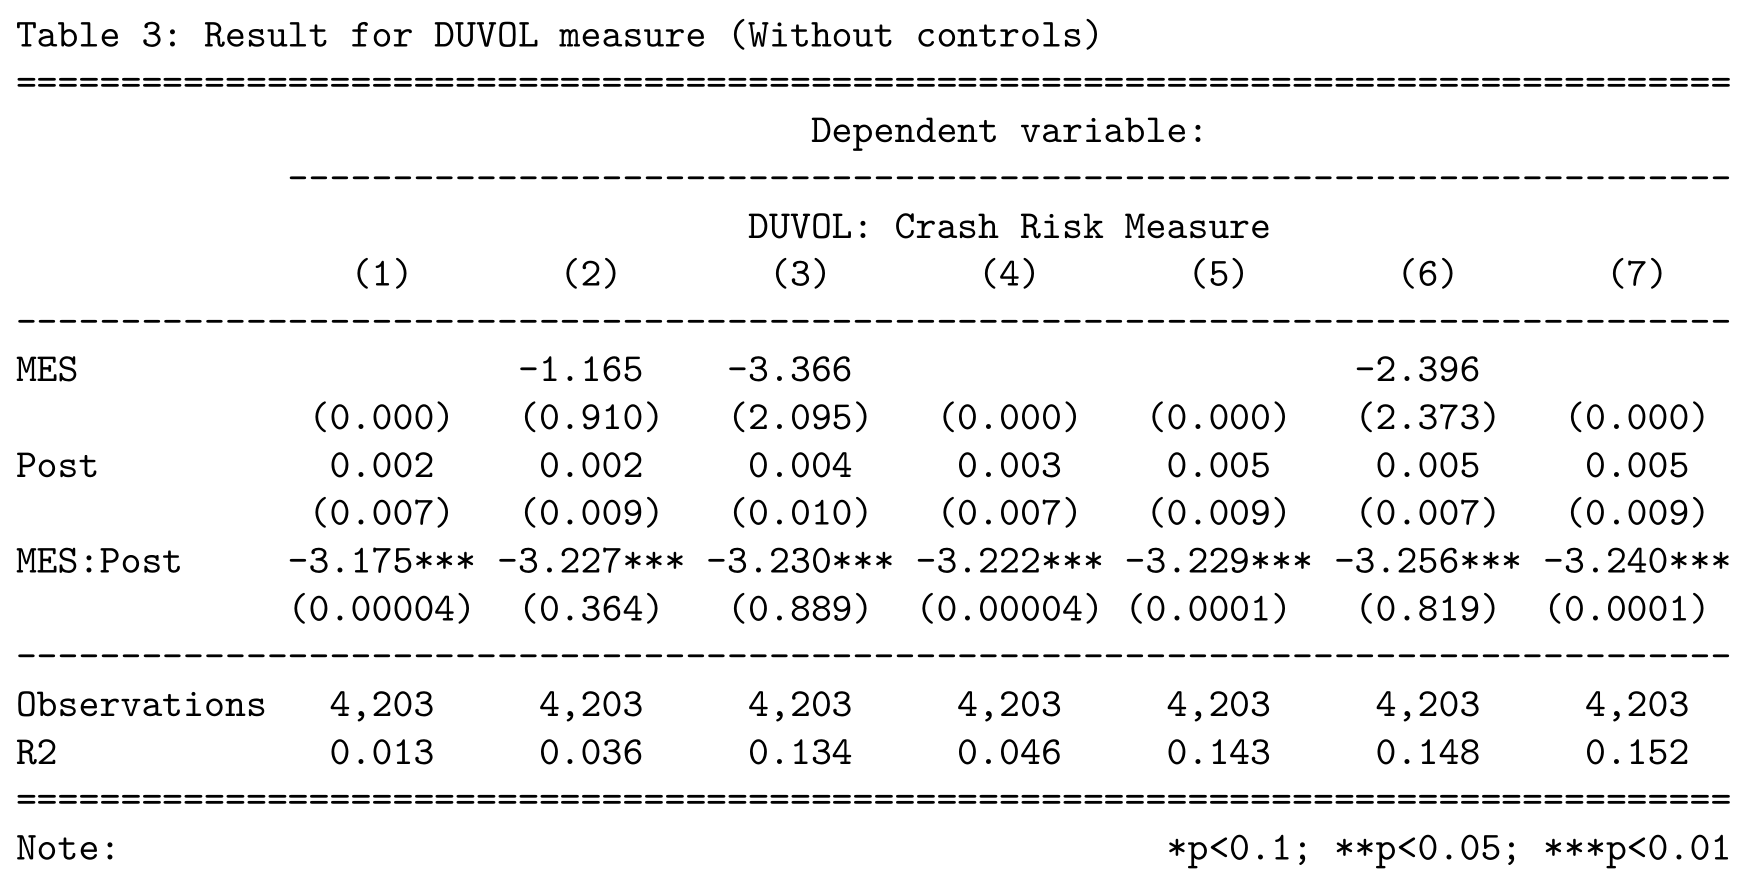 Table 3: Result for DUVOL measure (Without controls)
==================================================================================
Dependent variable:
---------------------------------------------------------------------
DUVOL: Crash Risk Measure
(1) (2) (3) (4) (5) (6) (7)
----------------------------------------------------------------------------------
MES -1.165 -3.366 -2.396
(0.000) (0.910) (2.095) (0.000) (0.000) (2.373) (0.000)
Post 0.002 0.002 0.004 0.003 0.005 0.005 0.005
(0.007) (0.009) (0.010) (0.007) (0.009) (0.007) (0.009)
MES:Post -3.175*** -3.227*** -3.230*** -3.222*** -3.229*** -3.256*** -3.240***
(0.00004) (0.364) (0.889) (0.00004) (0.0001) (0.819) (0.0001)
----------------------------------------------------------------------------------
Observations 4,203 4,203 4,203 4,203 4,203 4,203 4,203
R2 0.013 0.036 0.134 0.046 0.143 0.148 0.152
==================================================================================
Note: *p<0.1; **p<0.05; ***p<0.01